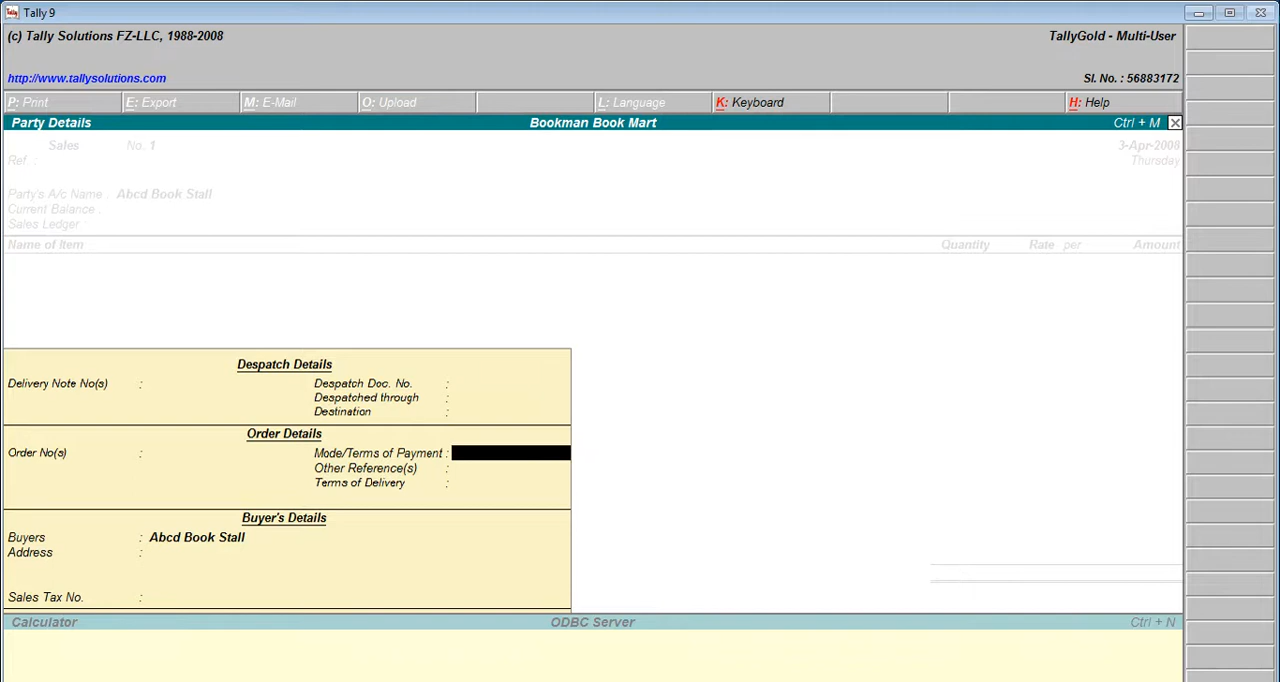 Tally 9
(c) Tally Solutions FZ-LLC, 1988-2008 TallyGold - Multi-User
http://www.tallysolutions.com Sl. No. : 56883172
P: Print E: Export M: E-Mail O: Upload L: Language K: Keyboard H: Help
Party Details Bookman Book Mart Ctrl + M
Sales No. 1 3-Apr-2008
Ref : Thursday
Party's A/c Name : Abcd Book Stall
Current Balance :
Sales Ledger :
Name of Item Quantity Rate per Amount
Despatch Details
Delivery Note No(s) : Despatch Doc. No. :
Despatched through :
Destination :
Order Details
Order No(s) : Mode/Terms of Payment :
Other Reference(s) :
Terms of Delivery :
Buyer's Details
Buyers : Abcd Book Stall
Address :
Sales Tax No. :
Calculator ODBC Server Ctrl + N